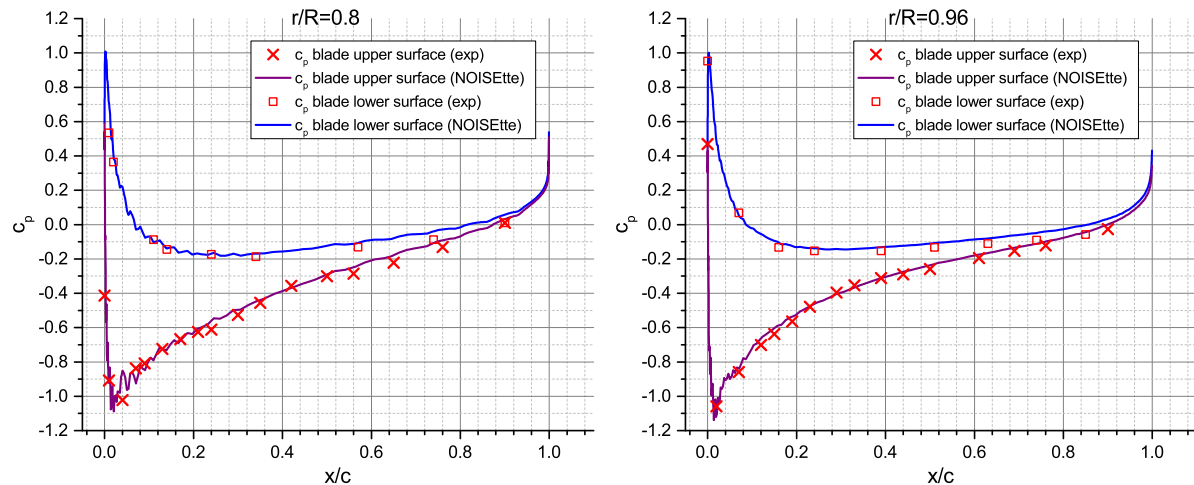 r/R=0.8
c_p blade upper surface (exp)
c_p blade upper surface (NOISEtte)
c_p blade lower surface (exp)
c_p blade lower surface (NOISEtte)
1.2
1.0
0.8
0.6
0.4
0.2
0.0
-0.2
-0.4
-0.6
-0.8
-1.0
-1.2
c_p
0.0 0.2 0.4 0.6 0.8 1.0
x/c
r/R=0.96
c_p blade upper surface (exp)
c_p blade upper surface (NOISEtte)
c_p blade lower surface (exp)
c_p blade lower surface (NOISEtte)
1.2
1.0
0.8
0.6
0.4
0.2
0.0
-0.2
-0.4
-0.6
-0.8
-1.0
-1.2
c_p
0.0 0.2 0.4 0.6 0.8 1.0
x/c